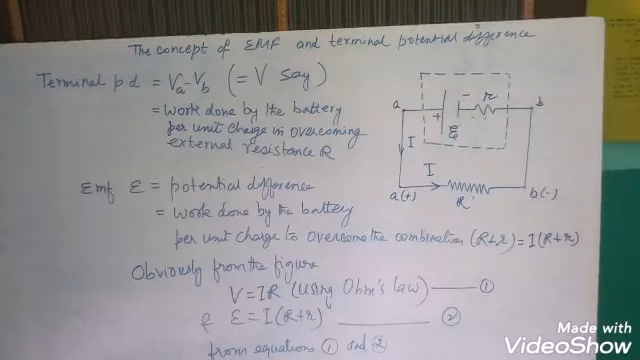 The concept of EMF and terminal potential difference
Terminal p.d = Va-Vb (= V say)
= work done by the battery
per unit charge in overcoming
external resistance R
a
+
-
r
b
ε
I
I
a(+)
R
b(-)
Emf ε = potential difference
= work done by the battery
per unit charge to overcome the combination (R+r) = I(R+r)
Obviously from the figure
V = IR (using Ohm's law) —— ①
& ε = I(R+r) —— ②
from equations ① and ②
Made with
VideoShow